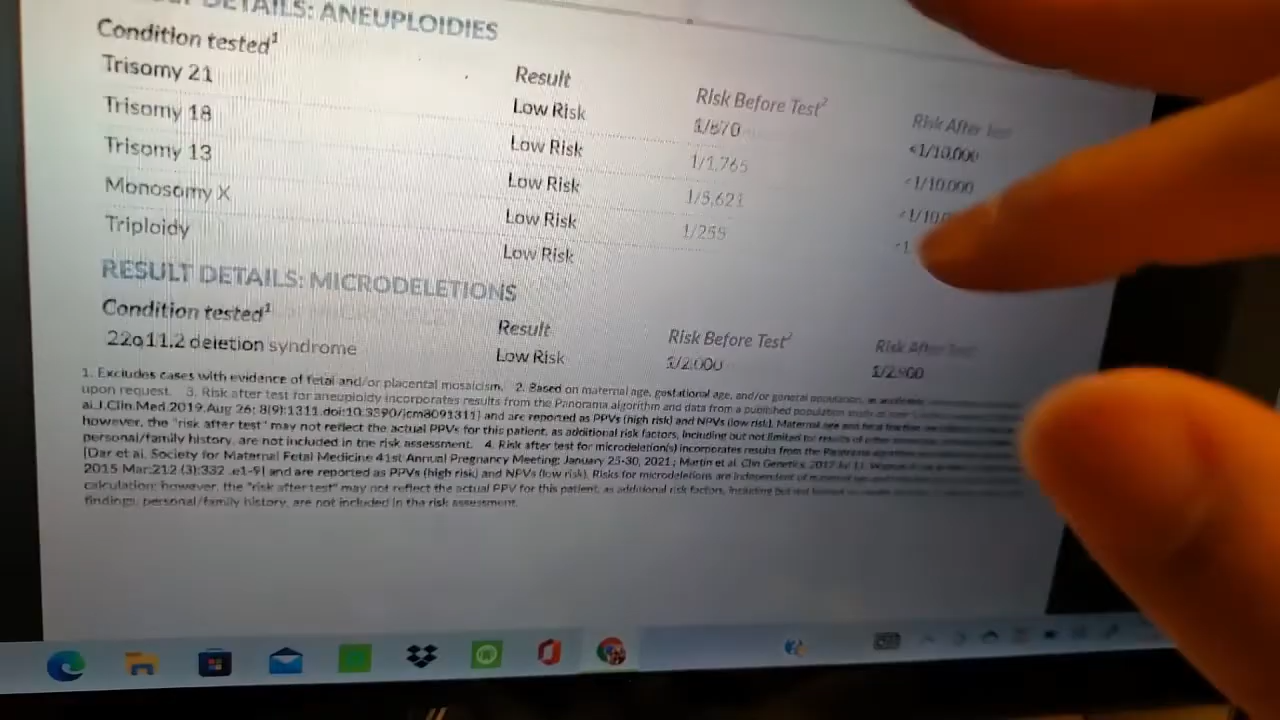 DETAILS: ANEUPLOIDIES
Condition tested¹ Result Risk Before Test² Risk After
Trisomy 21 Low Risk 1/870 <1/10,000
Trisomy 18 Low Risk 1/1,765 <1/10,000
Trisomy 13 Low Risk
Monosomy X Low Risk 1/255
Triploidy Low Risk
RESULT DETAILS: MICRODELETIONS
Condition tested¹ Result Risk Before Test² Risk After
22q11.2 deletion syndrome Low Risk 1/2,000
1. Excludes cases with evidence of fetal and/or placental mosaicism. 2. Based on maternal age, gestational age, and/or general population, as
upon request. 3. Risk after test for aneuploidy incorporates results from the Panorama algorithm and data from a published population study
al.J.Clin.Med.2019.Aug 26; 8(9):1311.doi:10.3390/jcm8091311] and are reported as PPVs (high risk) and NPVs (low risk). Maternal age
however, the "risk after test" may not reflect the actual PPVs for this patient, as additional risk factors, including but not limited to: results of
personal/family history, are not included in the risk assessment. 4. Risk after test for microdeletion(s) incorporates results from the
[Dar et al. Society for Maternal Fetal Medicine 41st Annual Pregnancy Meeting; January 25-30, 2021.; Martin et al. Clin Genetics.
2015 Mar;212(3):332 .e1-9] and are reported as PPVs (high risk) and NPVs (low risk). Risks for microdeletions are independent of
calculation; however, the "risk after test" may not reflect the actual PPV for this patient, as additional risk factors, including but not limited
findings, personal/family history, are not included in the risk assessment.